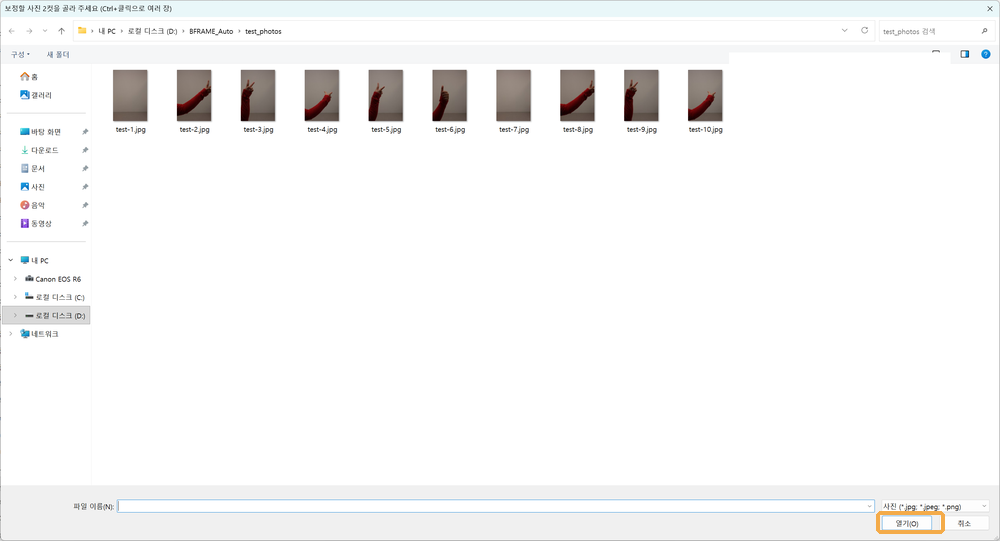 보정할 사진 2컷을 골라 주세요 (Ctrl+클릭으로 여러 장)
내 PC > 로컬 디스크 (D:) > BFRAME_Auto > test_photos
test_photos 검색
구성
새 폴더
홈
갤러리
바탕 화면
다운로드
문서
사진
음악
동영상
내 PC
Canon EOS R6
로컬 디스크 (C:)
로컬 디스크 (D:)
네트워크
test-1.jpg
test-2.jpg
test-3.jpg
test-4.jpg
test-5.jpg
test-6.jpg
test-7.jpg
test-8.jpg
test-9.jpg
test-10.jpg
파일 이름(N):
사진 (*.jpg; *.jpeg; *.png)
열기(O)
취소